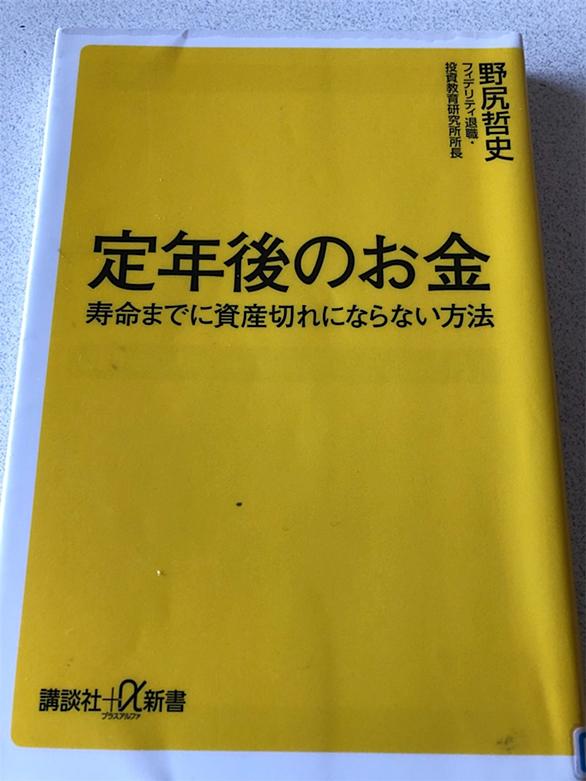 野尻哲史
フィデリティ退職・
投資教育研究所所長
定年後のお金
寿命までに資産切れにならない方法
講談社+α新書
プラスアルファ